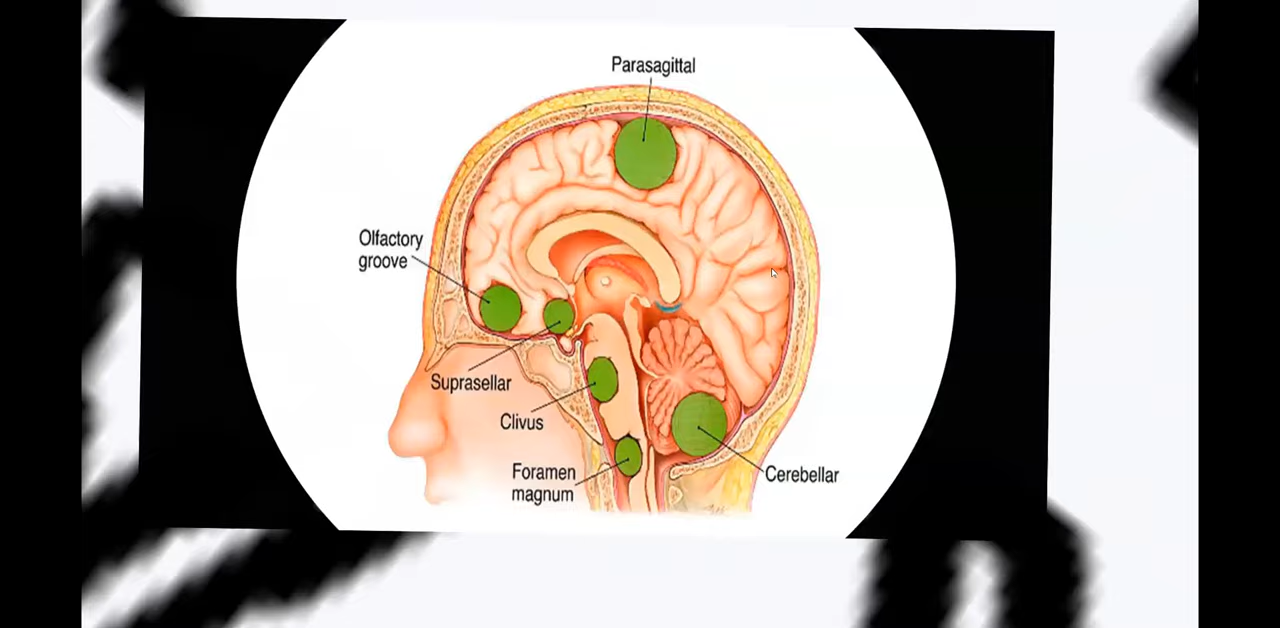 Parasagittal
Olfactory
groove
Suprasellar
Clivus
Foramen
magnum
Cerebellar